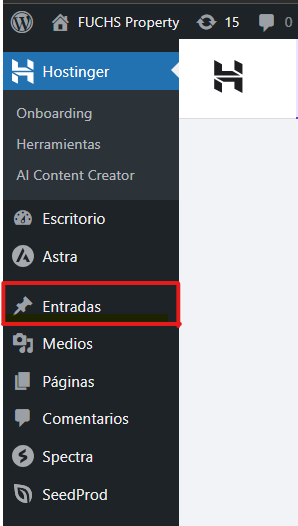 FUCHS Property 15 0
Hostinger
Onboarding
Herramientas
AI Content Creator
Escritorio
Astra
Entradas
Medios
Páginas
Comentarios
Spectra
SeedProd